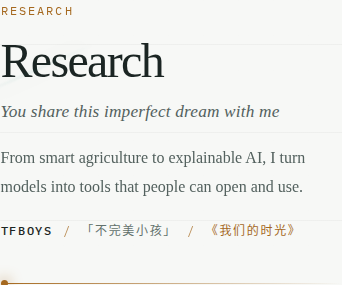 RESEARCH
Research
You share this imperfect dream with me
From smart agriculture to explainable AI, I turn
models into tools that people can open and use.
TFBOYS / 「不完美小孩」 / 《我们的时光》